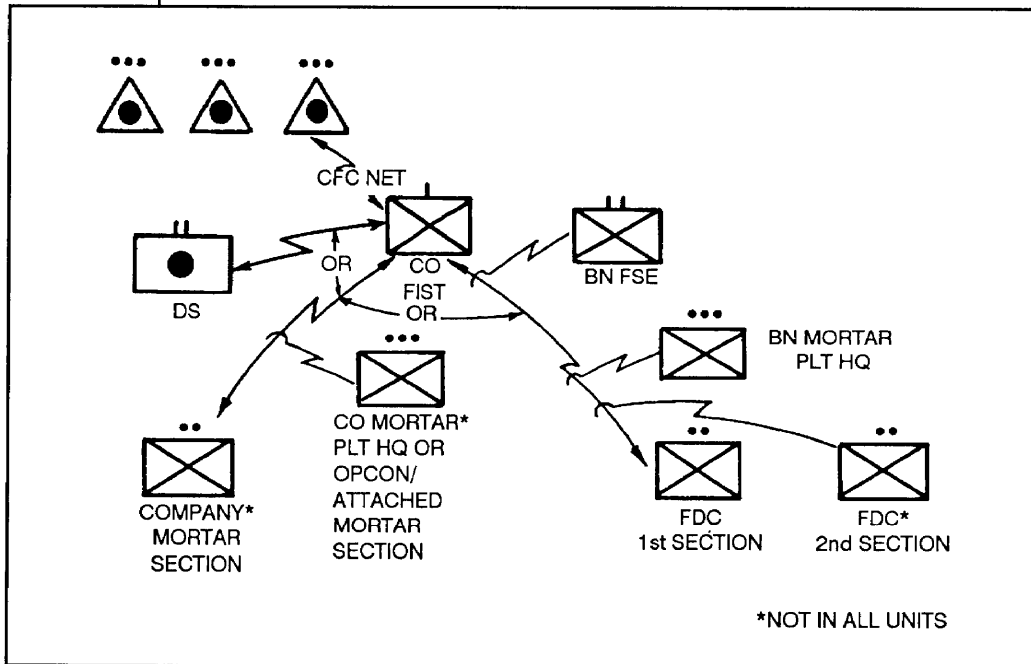 CFC NET
OR
CO
FIST
OR
DS
BN FSE
BN MORTAR
PLT HQ
CO MORTAR*
PLT HQ OR
OPCON/
ATTACHED
MORTAR
SECTION
COMPANY*
MORTAR
SECTION
FDC
1st SECTION
FDC*
2nd SECTION
*NOT IN ALL UNITS